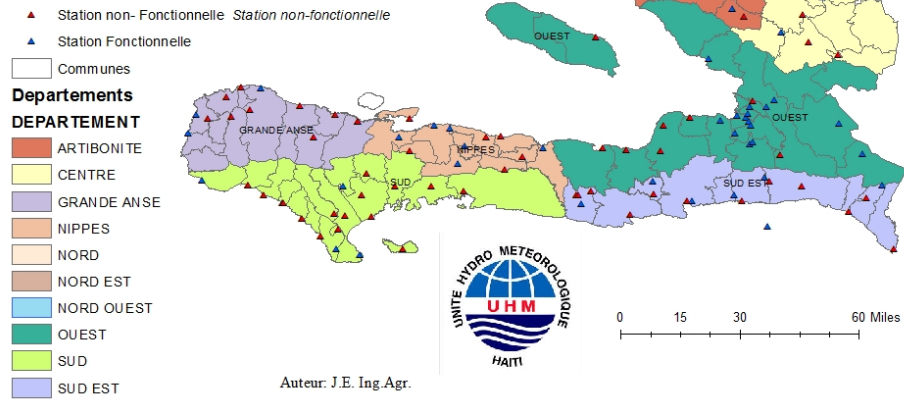 Station non- Fonctionnelle Station non-fonctionnelle
Station Fonctionnelle
Communes
Departements
DEPARTEMENT
ARTIBONITE
CENTRE
GRANDE ANSE
NIPPES
NORD
NORD EST
NORD OUEST
OUEST
SUD
SUD EST
OUEST
OUEST
GRANDE ANSE
NIPPES
SUD
SUD EST
UNITE HYDRO METEOROLOGIQUE
UHM
HAITI
0 15 30 60 Miles
Auteur: J.E. Ing.Agr.